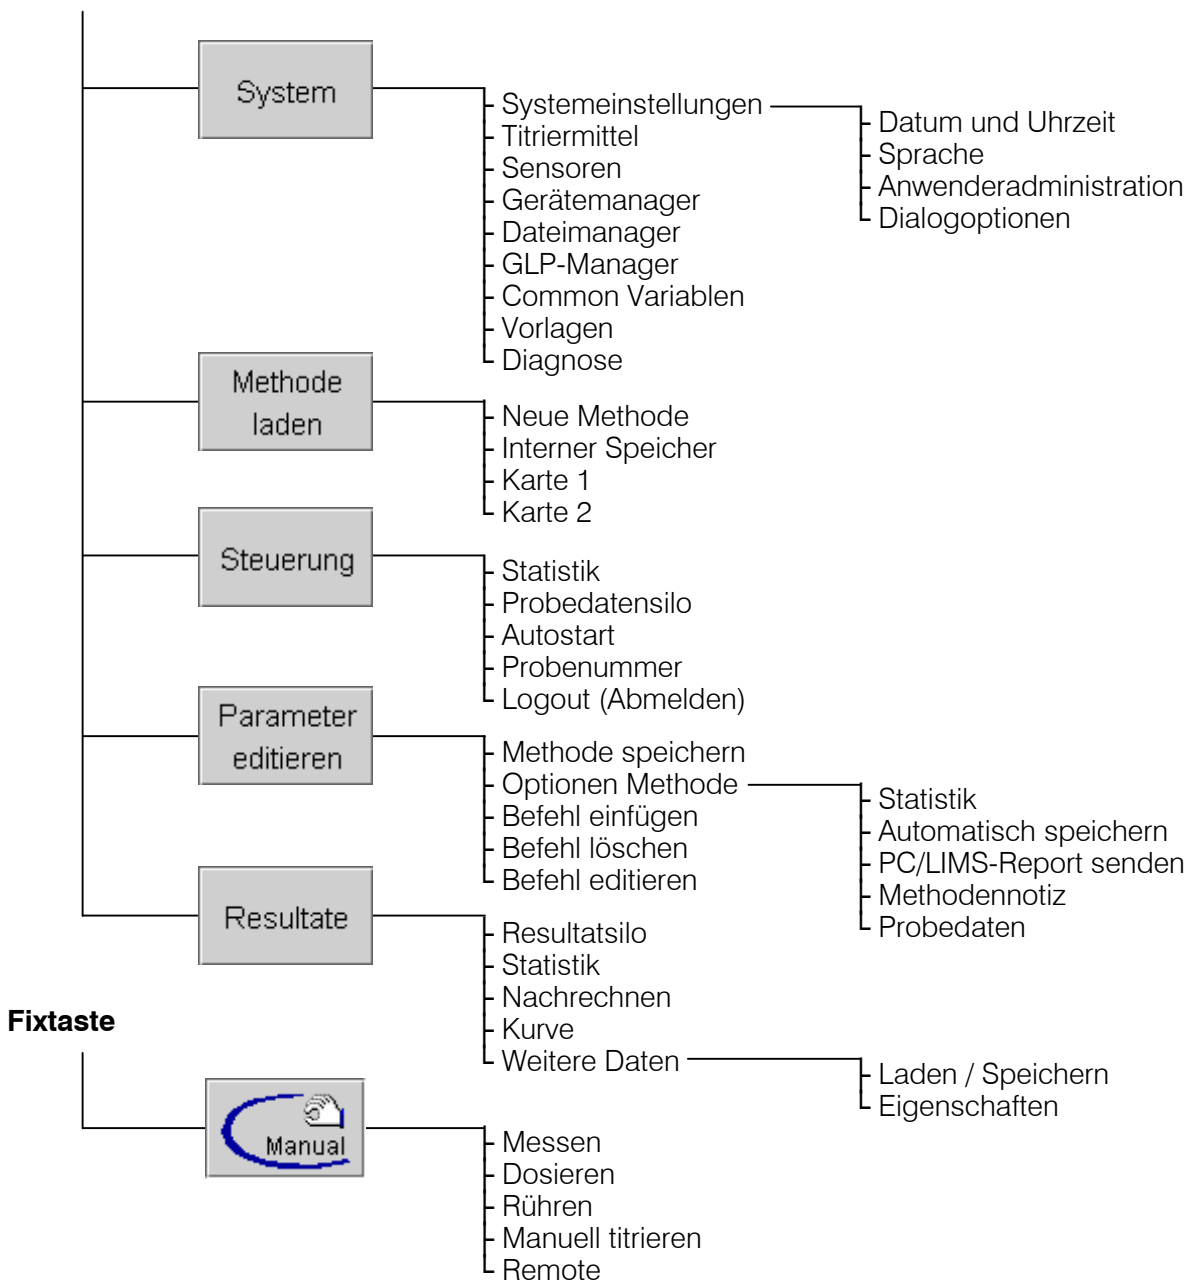 System
- Systemeinstellungen
- Datum und Uhrzeit
- Sprache
- Anwenderadministration
- Dialogoptionen
- Titriermittel
- Sensoren
- Gerätemanager
- Dateimanager
- GLP-Manager
- Common Variablen
- Vorlagen
- Diagnose
Methode
laden
- Neue Methode
- Interner Speicher
- Karte 1
- Karte 2
Steuerung
- Statistik
- Probedatensilo
- Autostart
- Probenummer
- Logout (Abmelden)
Parameter
editieren
- Methode speichern
- Optionen Methode
- Statistik
- Automatisch speichern
- PC/LIMS-Report senden
- Methodennotiz
- Probedaten
- Befehl einfügen
- Befehl löschen
- Befehl editieren
Resultate
- Resultatsilo
- Statistik
- Nachrechnen
- Kurve
- Weitere Daten
- Laden / Speichern
- Eigenschaften
Fixtaste
Manual
- Messen
- Dosieren
- Rühren
- Manuell titrieren
- Remote